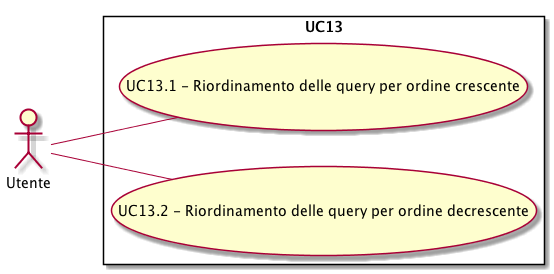 UC13
UC13.1 – Riordinamento delle query per ordine crescente
Utente
UC13.2 – Riordinamento delle query per ordine decrescente